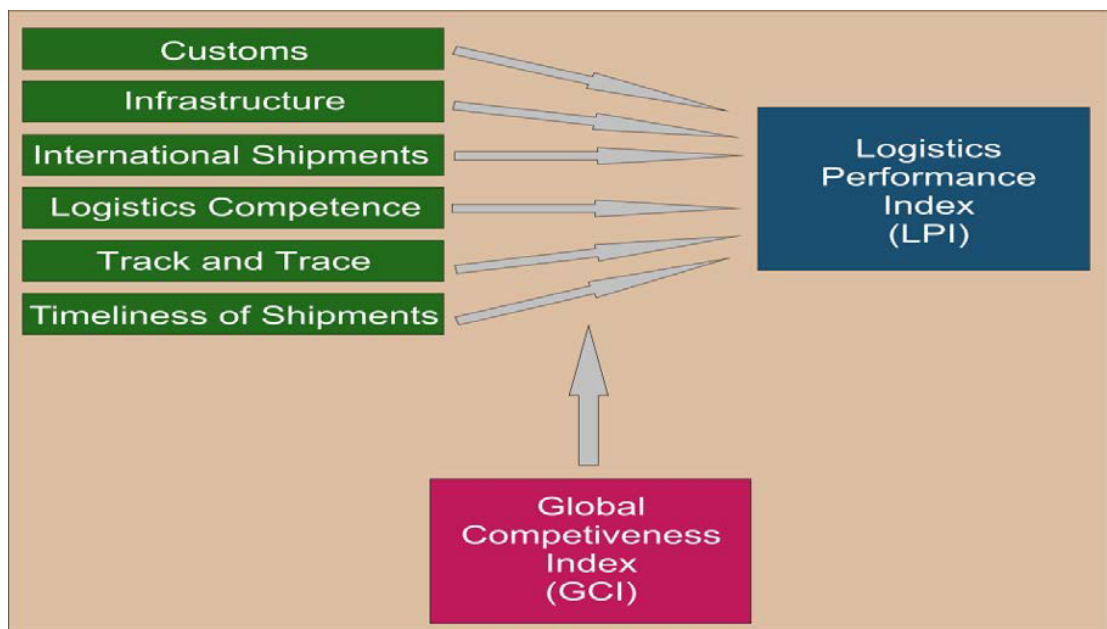 Customs
Infrastructure
International Shipments
Logistics Competence
Track and Trace
Timeliness of Shipments
Logistics
Performance
Index
(LPI)
Global
Competiveness
Index
(GCI)